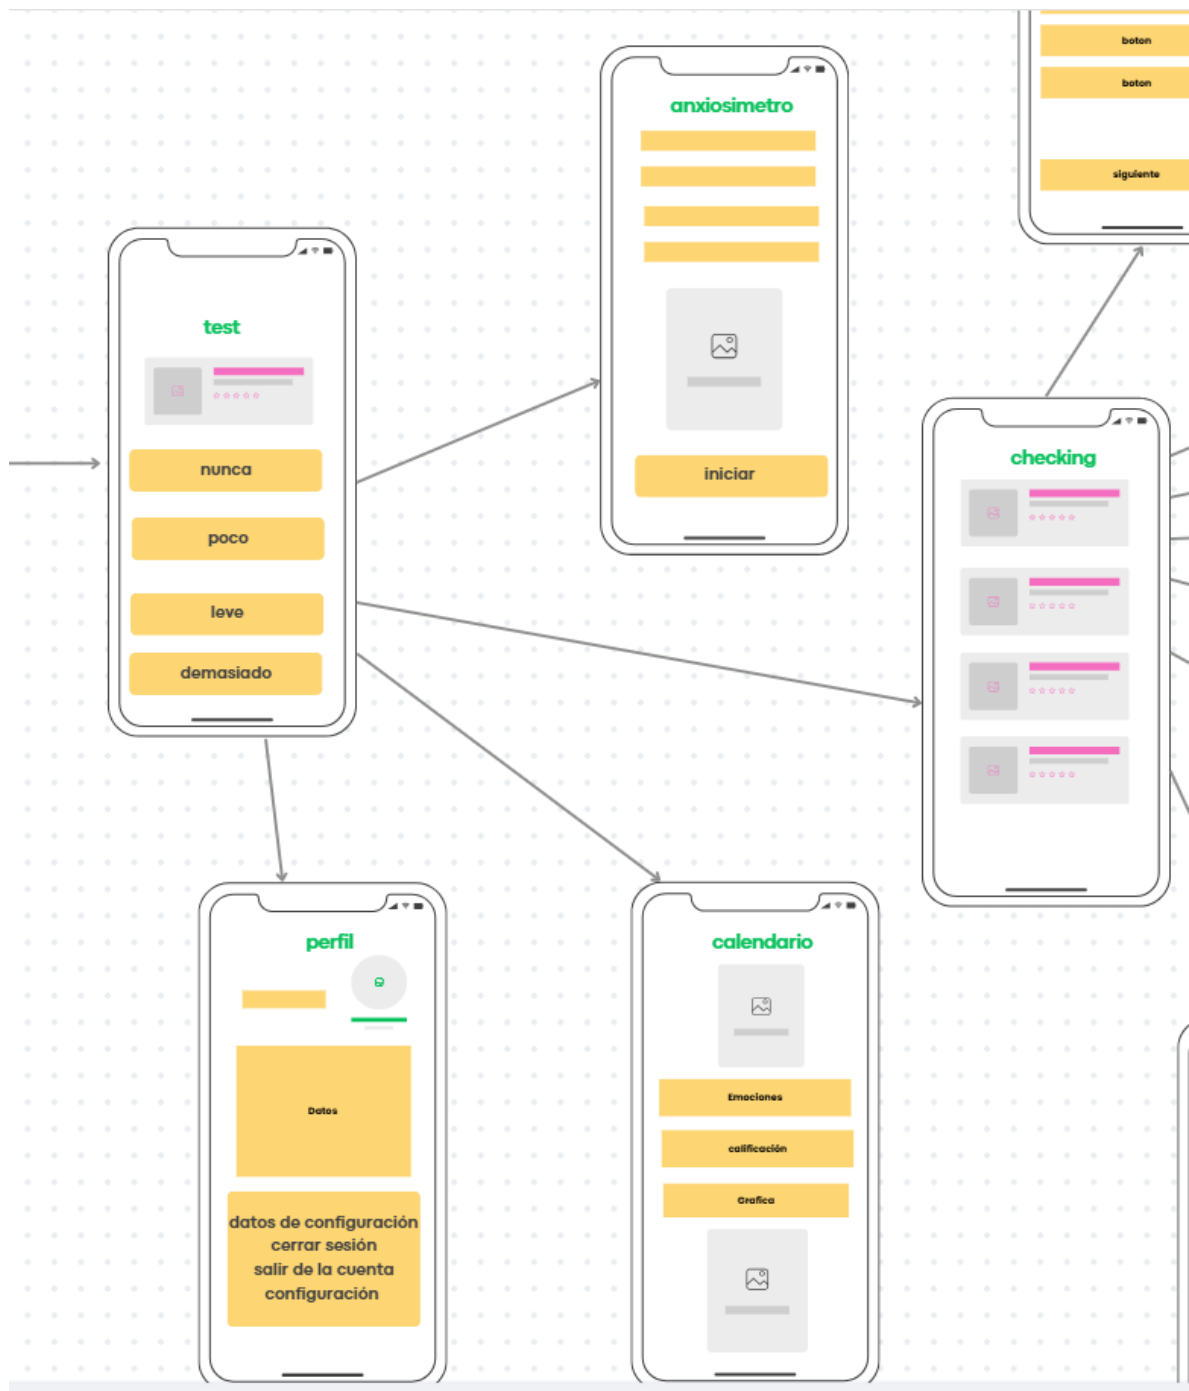 boton
boton
siguiente
anxiosimetro
iniciar
test
nunca
poco
leve
demasiado
checking
perfil
Datos
datos de configuración
cerrar sesión
salir de la cuenta
configuración
calendario
Emociones
calificación
Grafica